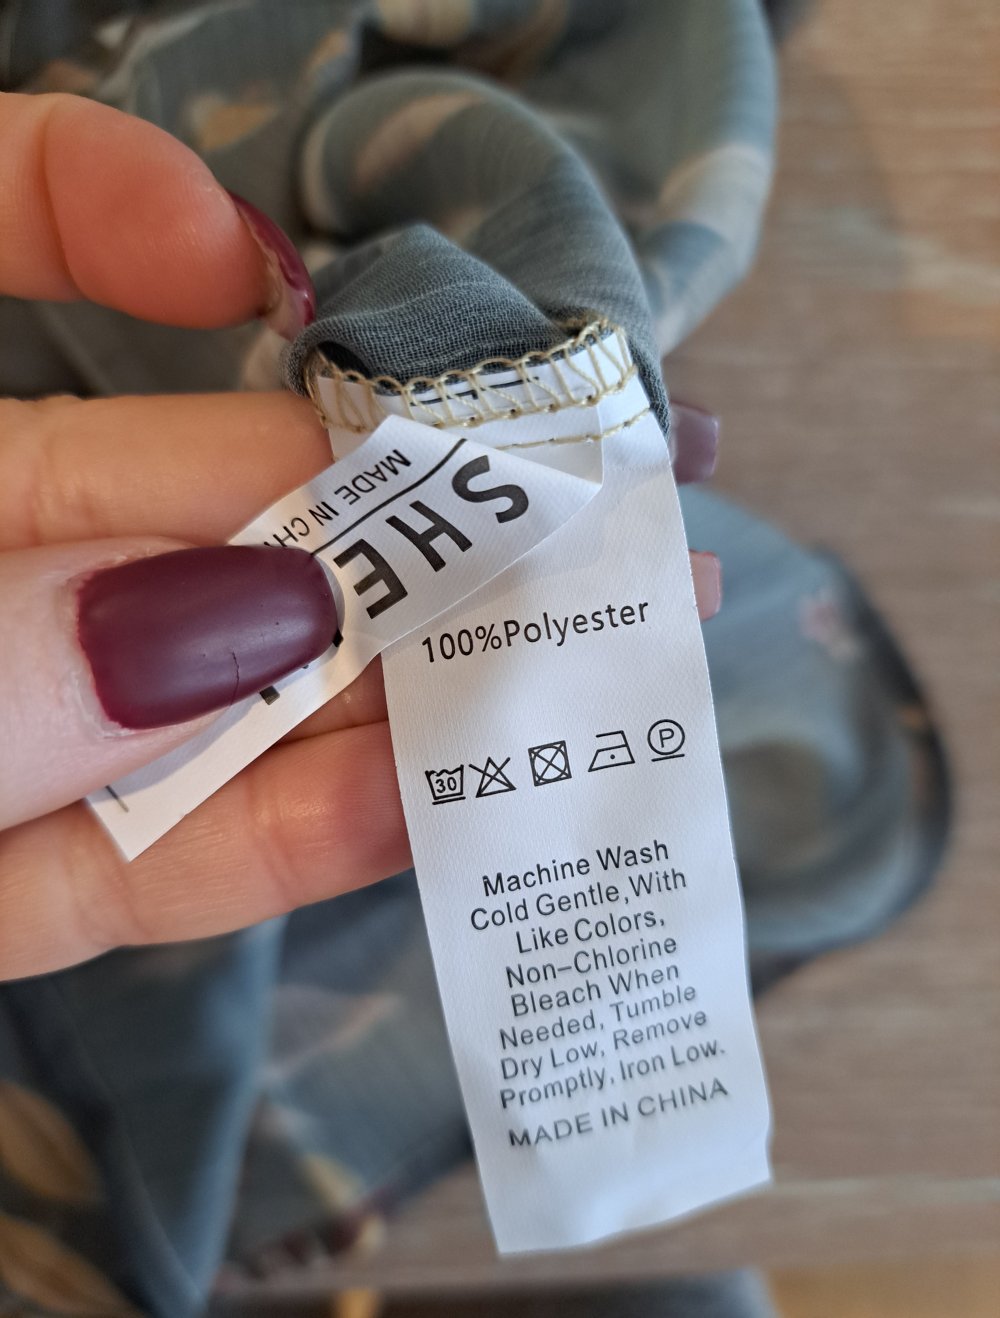 MADE IN
SHE
100%Polyester
30
P
Machine Wash
Cold Gentle,With
Like Colors,
Non-Chlorine
Bleach When
Needed, Tumble
Dry Low, Remove
Promptly, Iron Low.
MADE IN CHINA